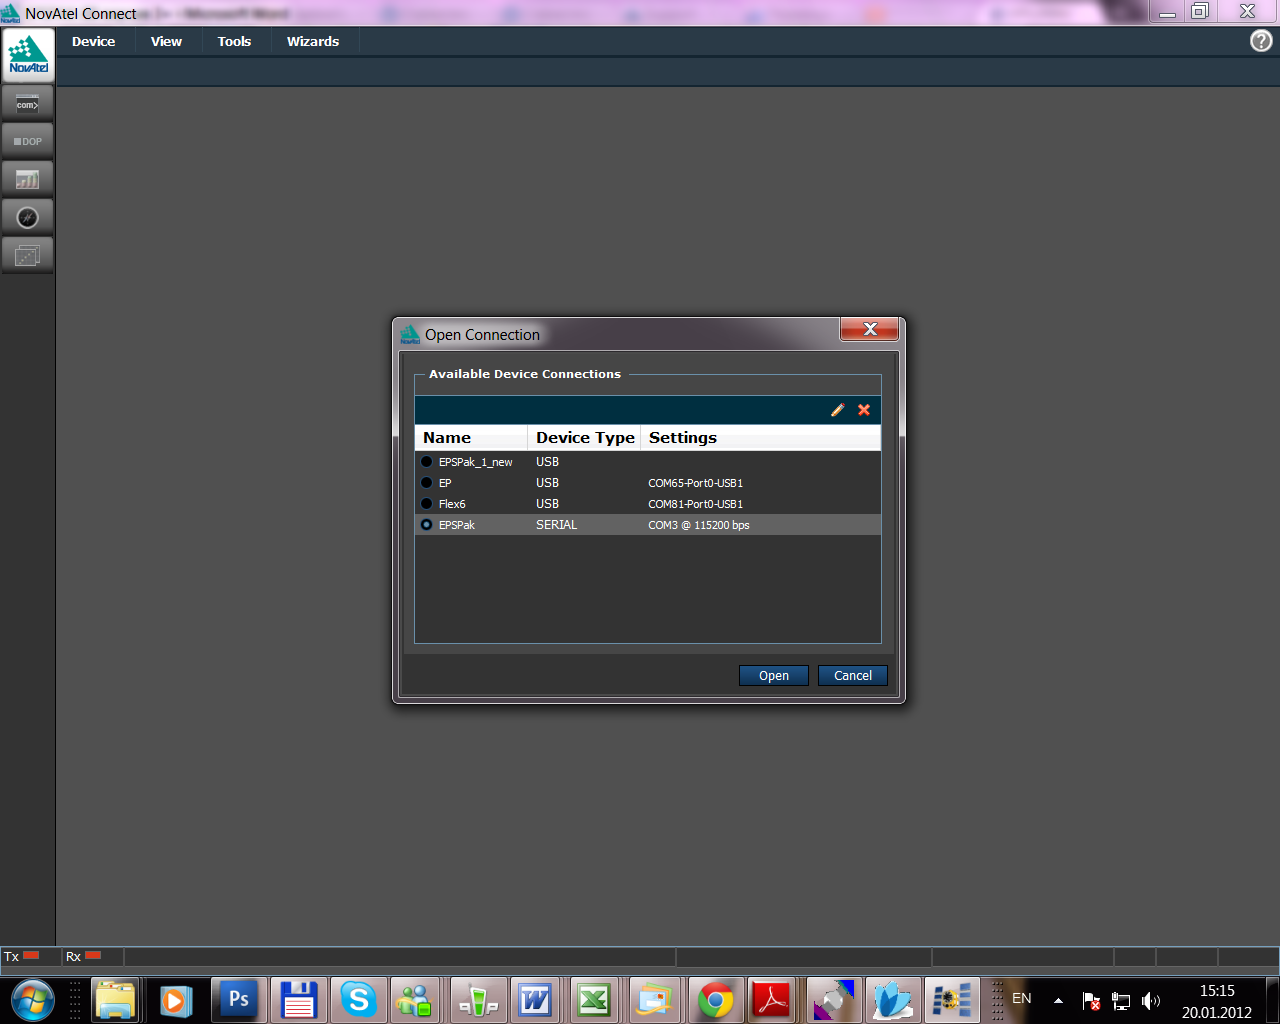 NovAtel Connect
Device View Tools Wizards
NovAtel
com>
DOP
Open Connection
Available Device Connections
Name Device Type Settings
EPSPak_1_new USB
EP USB COM65-Port0-USB1
Flex6 USB COM81-Port0-USB1
EPSPak SERIAL COM3 @ 115200 bps
Open Cancel
Tx Rx
Ps
EN
15:15
20.01.2012